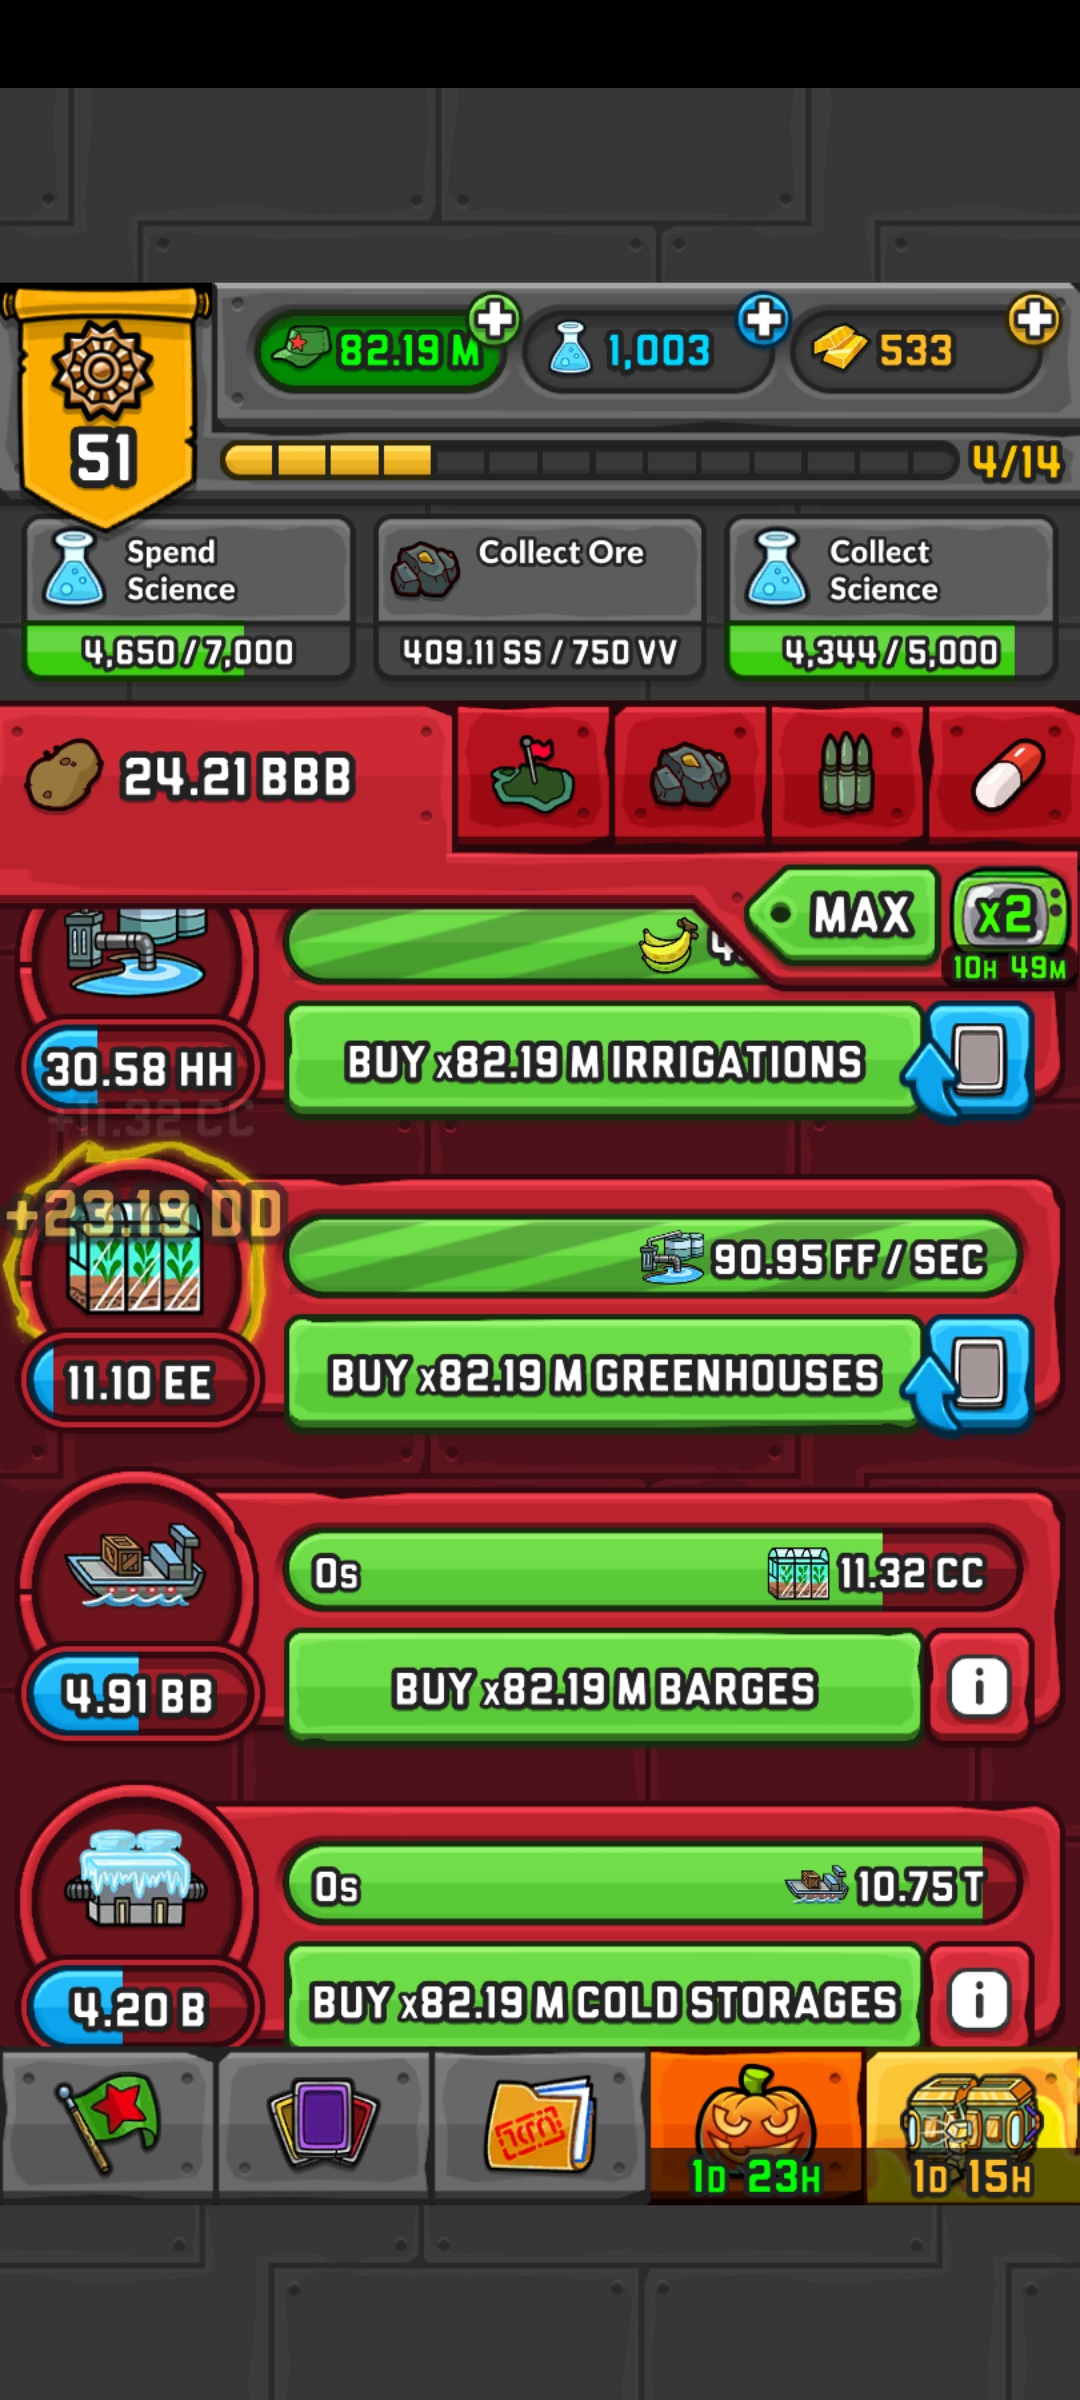 82.19 M
1,003
533
51
4/14
Spend
Science
4,650/7,000
Collect Ore
409.11 SS / 750 VV
Collect
Science
4,344/5,000
24.21 BBB
MAX
x2
10H 49M
30.58 HH
BUY x82.19 M IRRIGATIONS
+11.32 CC
+23.19 DD
90.95 FF / SEC
11.10 EE
BUY x82.19 M GREENHOUSES
0s
11.32 CC
4.91 BB
BUY x82.19 M BARGES
i
0s
10.75 T
4.20 B
BUY x82.19 M COLD STORAGES
i
1D 23H
1D 15H